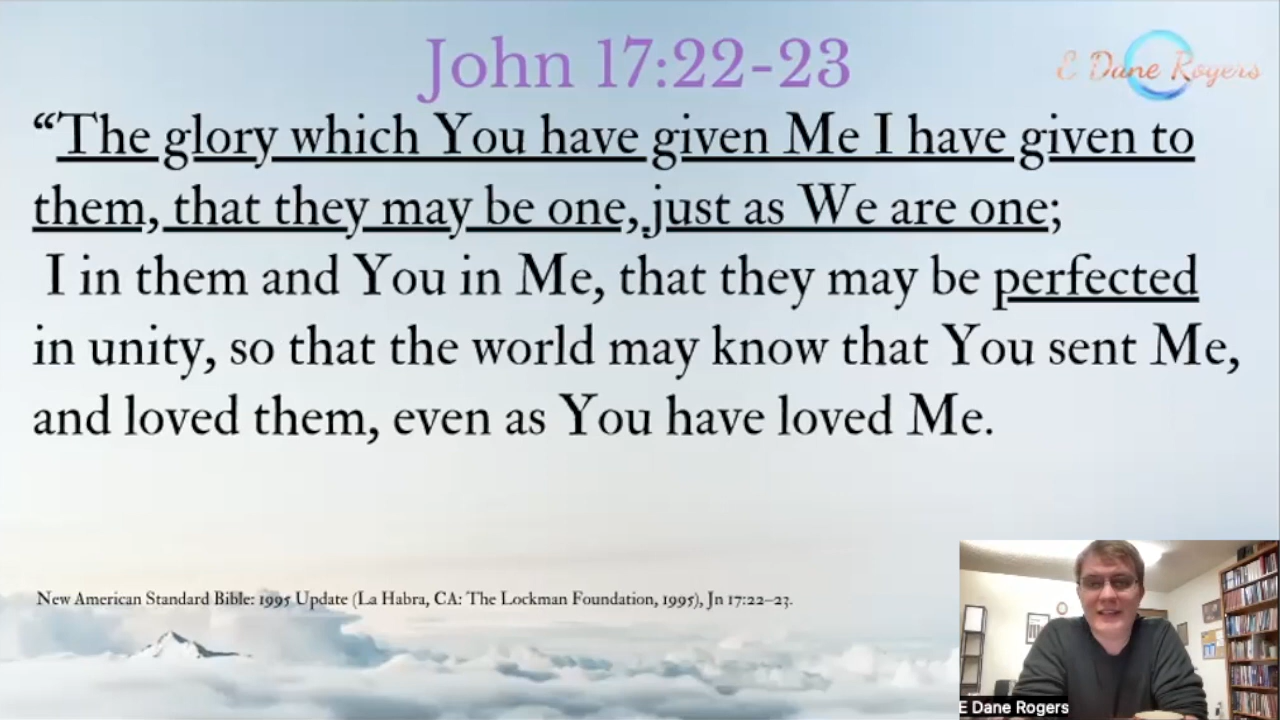 John 17:22-23
E Dane Rogers
“The glory which You have given Me I have given to
them, that they may be one, just as We are one;
I in them and You in Me, that they may be perfected
in unity, so that the world may know that You sent Me,
and loved them, even as You have loved Me.
New American Standard Bible: 1995 Update (La Habra, CA: The Lockman Foundation, 1995), Jn 17:22–23.
E Dane Rogers